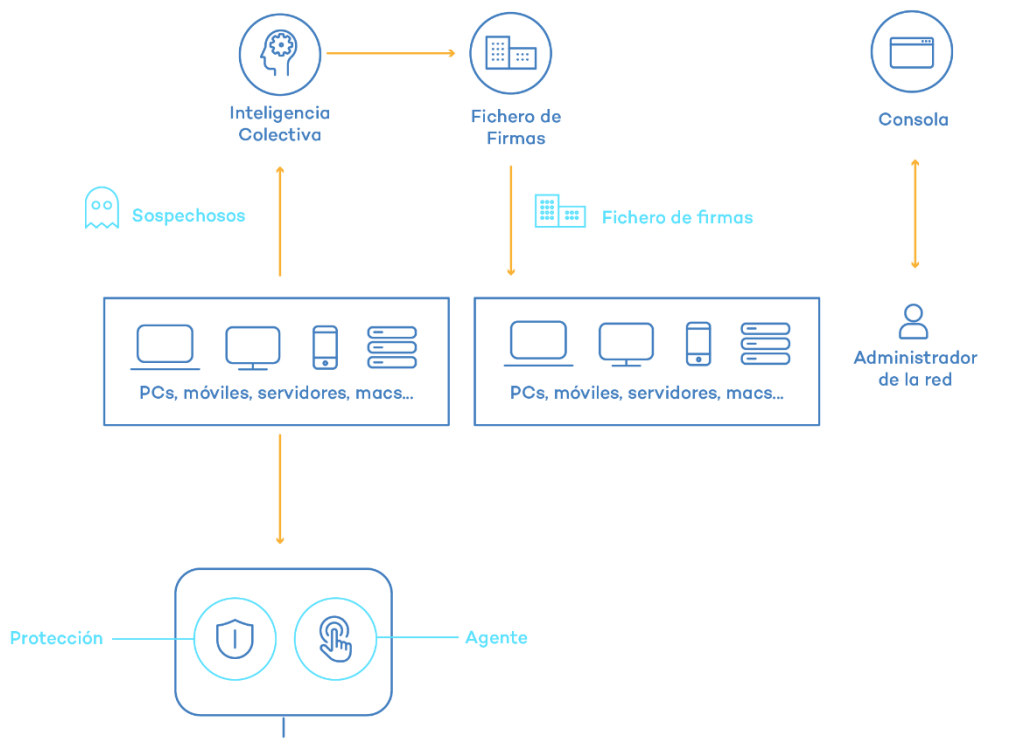 Inteligencia
Colectiva
Fichero de
Firmas
Consola
Sospechosos
Fichero de firmas
PCs, móviles, servidores, macs...
PCs, móviles, servidores, macs...
Administrador
de la red
Protección
Agente